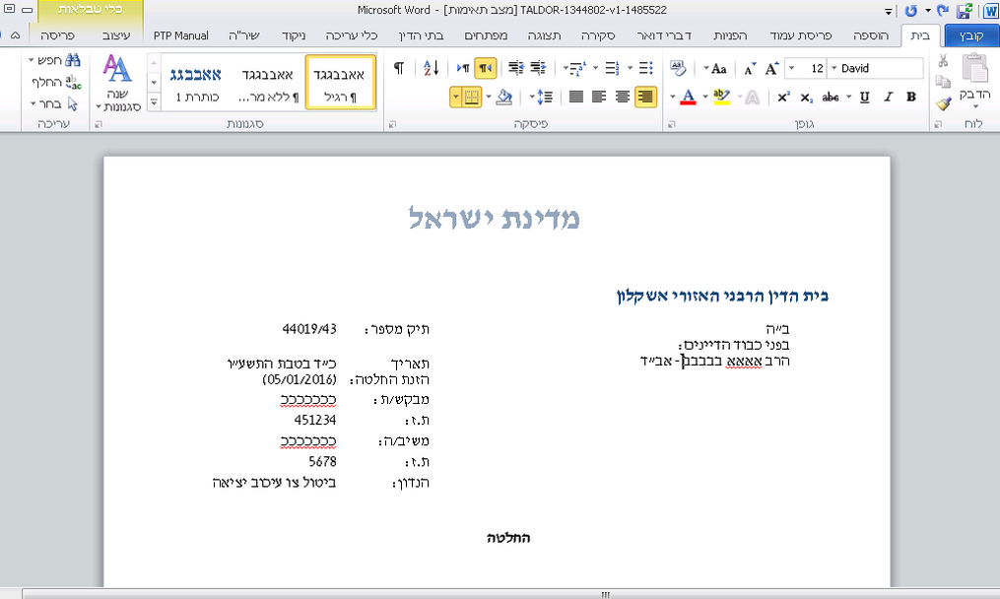 TALDOR-1344802-v1-1485522 [מצב תאימות] - Microsoft Word
כלי טבלאות
קובץ בית הוספה פריסת עמוד הפניות דברי דואר סקירה תצוגה מפתחים בתי הדין כלי עריכה ניקוד שיר״ה PTP Manual עיצוב פריסה
הדבק
David 12
לוח גופן פיסקה סגנונות עריכה
אאבבגגד אאבבגגד אאבבגג
¶ רגיל ¶ ללא מר... כותרת 1
שנה סגנונות
חפש
החלף
בחר
מדינת ישראל
בית הדין הרבני האזורי אשקלון
ב״ה
בפני כבוד הדיינים:
הרב אאאא בבבבב- אב״ד
תיק מספר: 44019/43
תאריך כ״ד בטבת התשע״ו
הזנת החלטה: (05/01/2016)
מבקש/ת: ככככככככ
ת.ז: 451234
משיב/ה: ככככככככ
ת.ז: 5678
הנדון: ביטול צו עיכוב יציאה
החלטה